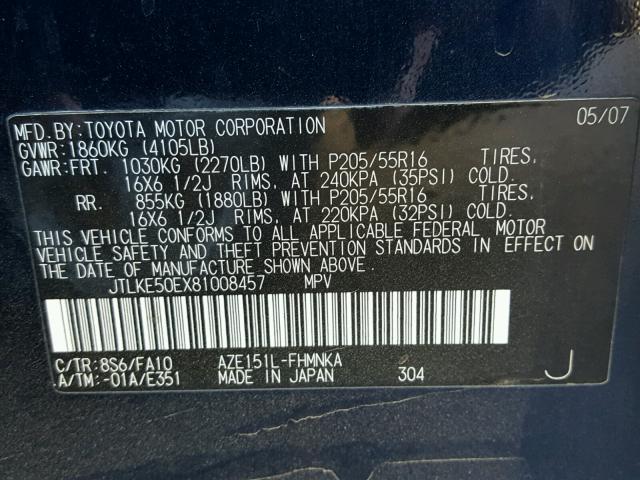 MFD. BY: TOYOTA MOTOR CORPORATION 05/07
GVWR: 1860KG (4105LB)
GAWR: FRT. 1030KG (2270LB) WITH P205/55R16 TIRES,
16X6 1/2J RIMS, AT 240KPA (35PSI) COLD.
RR. 855KG (1880LB) WITH P205/55R16 TIRES,
16X6 1/2J RIMS, AT 220KPA (32PSI) COLD.
THIS VEHICLE CONFORMS TO ALL APPLICABLE FEDERAL MOTOR
VEHICLE SAFETY AND THEFT PREVENTION STANDARDS IN EFFECT ON
THE DATE OF MANUFACTURE SHOWN ABOVE.
JTLKE50EX81008457 MPV
C/TR: 8S6/FA10 AZE151L-FHMNKA
A/TM: -01A/E351 MADE IN JAPAN 304 J